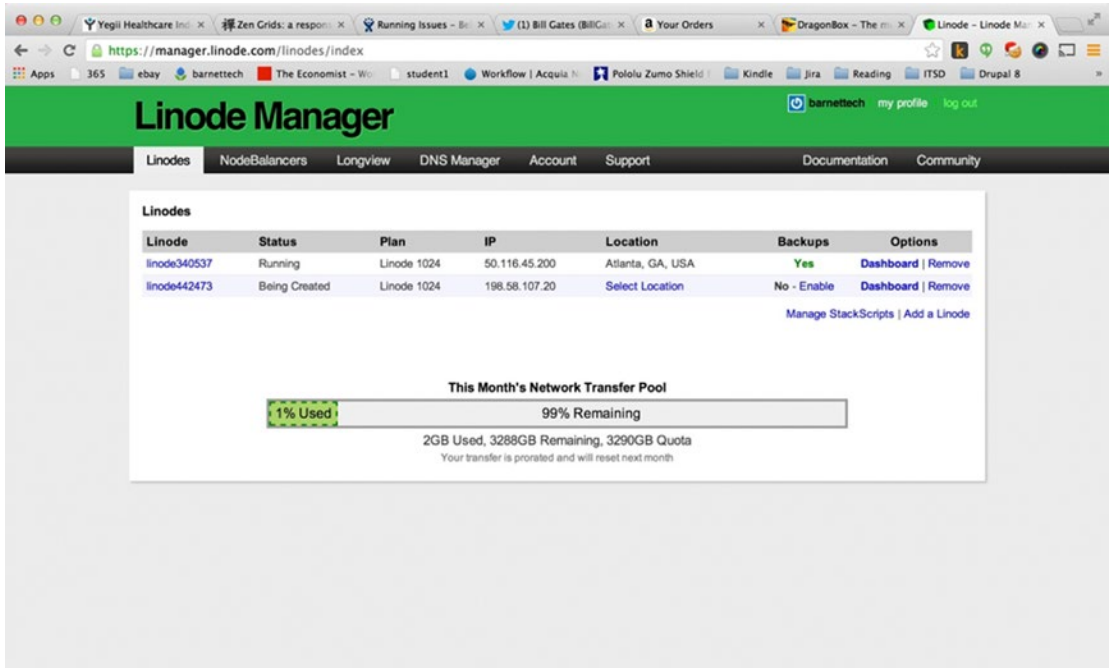 Yegii Healthcare Ind
禅 Zen Grids: a respon
Running Issues - Be
(1) Bill Gates (BillGat
a Your Orders
DragonBox - The m
Linode - Linode Man
https://manager.linode.com/linodes/index
Apps 365 ebay barnettech The Economist - Wo student1 Workflow | Acquia N Pololu Zumo Shield f Kindle Jira Reading ITSD Drupal 8 »
Linode Manager
barnettech my profile log out
Linodes NodeBalancers Longview DNS Manager Account Support Documentation Community
Linodes
Linode Status Plan IP Location Backups Options
linode340537 Running Linode 1024 50.116.45.200 Atlanta, GA, USA Yes Dashboard | Remove
linode442473 Being Created Linode 1024 198.58.107.20 Select Location No - Enable Dashboard | Remove
Manage StackScripts | Add a Linode
This Month's Network Transfer Pool
1% Used 99% Remaining
2GB Used, 3288GB Remaining, 3290GB Quota
Your transfer is prorated and will reset next month